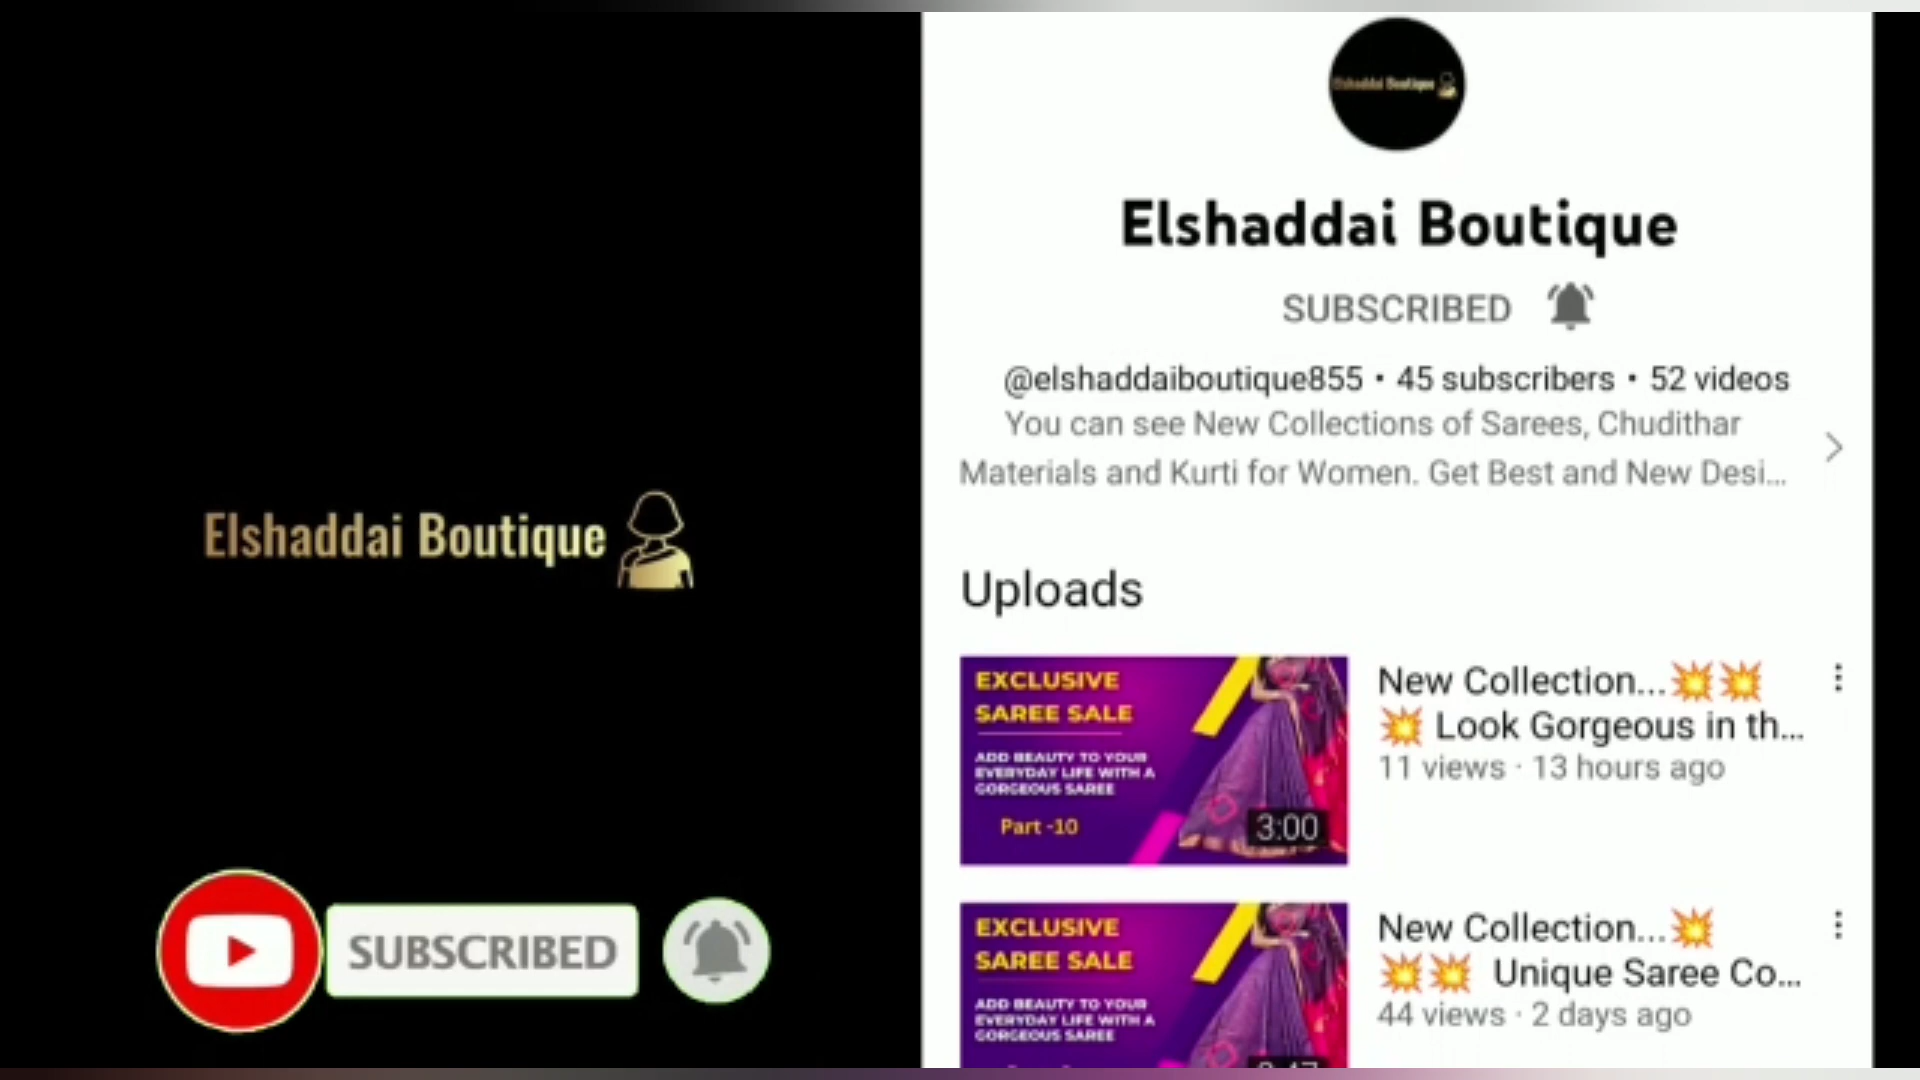 Elshaddai Boutique
SUBSCRIBED
Elshaddai Boutique
Elshaddai Boutique
SUBSCRIBED
@elshaddaiboutique855 • 45 subscribers • 52 videos
You can see New Collections of Sarees, Chudithar
Materials and Kurti for Women. Get Best and New Desi...
Uploads
EXCLUSIVE
SAREE SALE
ADD BEAUTY TO YOUR
EVERYDAY LIFE WITH A
GORGEOUS SAREE
Part -10
3:00
New Collection...💥💥
💥 Look Gorgeous in th...
11 views · 13 hours ago
EXCLUSIVE
SAREE SALE
ADD BEAUTY TO YOUR
EVERYDAY LIFE WITH A
GORGEOUS SAREE
New Collection...💥
💥💥 Unique Saree Co...
44 views · 2 days ago